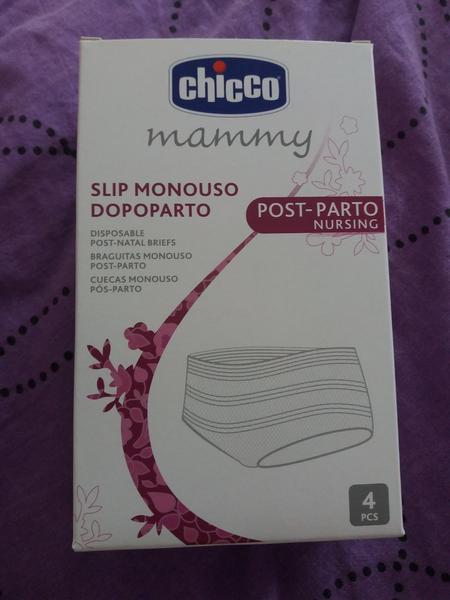 chicco
mammy
SLIP MONOUSO
DOPOPARTO
POST-PARTO
NURSING
DISPOSABLE
POST-NATAL BRIEFS
BRAGUITAS MONOUSO
POST-PARTO
CUECAS MONOUSO
PÓS-PARTO
4
PCS